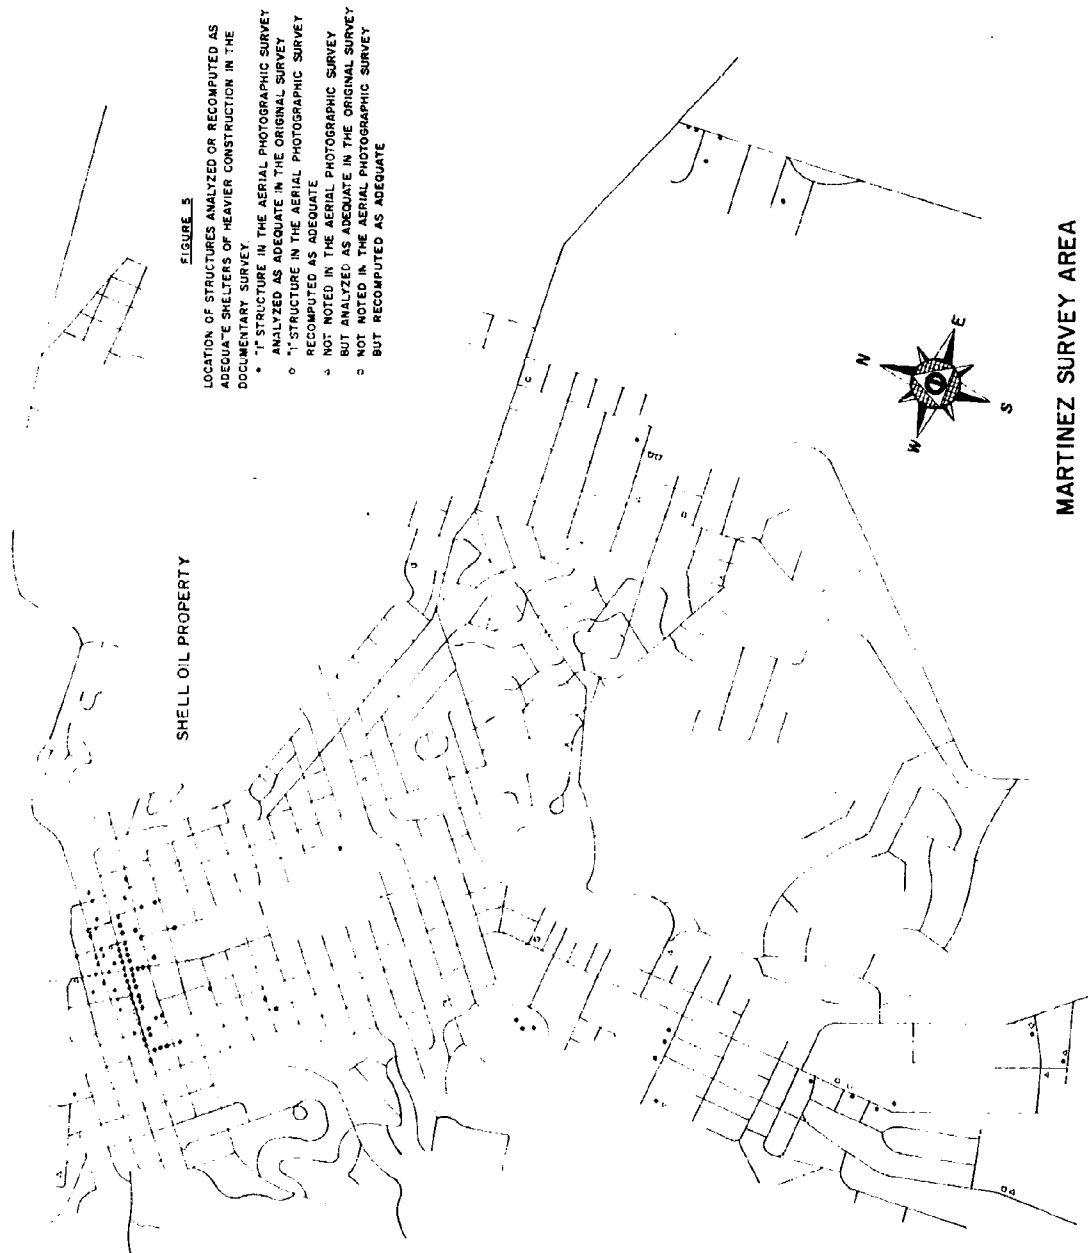 FIGURE 5
LOCATION OF STRUCTURES ANALYZED OR RECOMPUTED AS
ADEQUATE SHELTERS OF HEAVIER CONSTRUCTION IN THE
DOCUMENTARY SURVEY.
• "1" STRUCTURE IN THE AERIAL PHOTOGRAPHIC SURVEY
ANALYZED AS ADEQUATE IN THE ORIGINAL SURVEY
○ "1" STRUCTURE IN THE AERIAL PHOTOGRAPHIC SURVEY
RECOMPUTED AS ADEQUATE
△ NOT NOTED IN THE AERIAL PHOTOGRAPHIC SURVEY
BUT ANALYZED AS ADEQUATE IN THE ORIGINAL SURVEY
□ NOT NOTED IN THE AERIAL PHOTOGRAPHIC SURVEY
BUT RECOMPUTED AS ADEQUATE
SHELL OIL PROPERTY
N
E
W
S
MARTINEZ SURVEY AREA